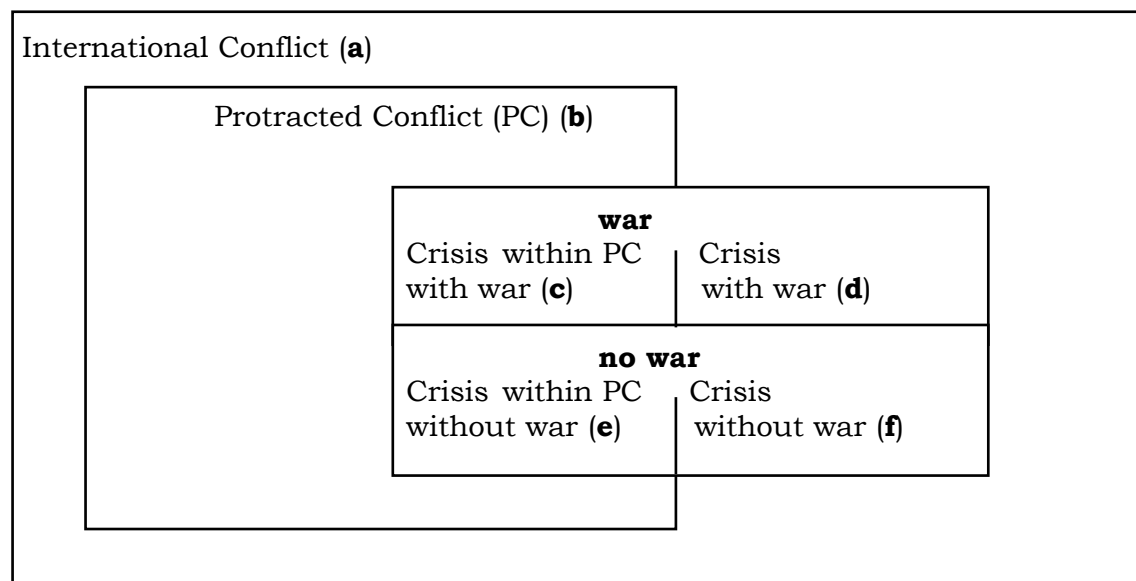 International Conflict (a)
Protracted Conflict (PC) (b)
war
Crisis within PC Crisis
with war (c) with war (d)
no war
Crisis within PC Crisis
without war (e) without war (f)